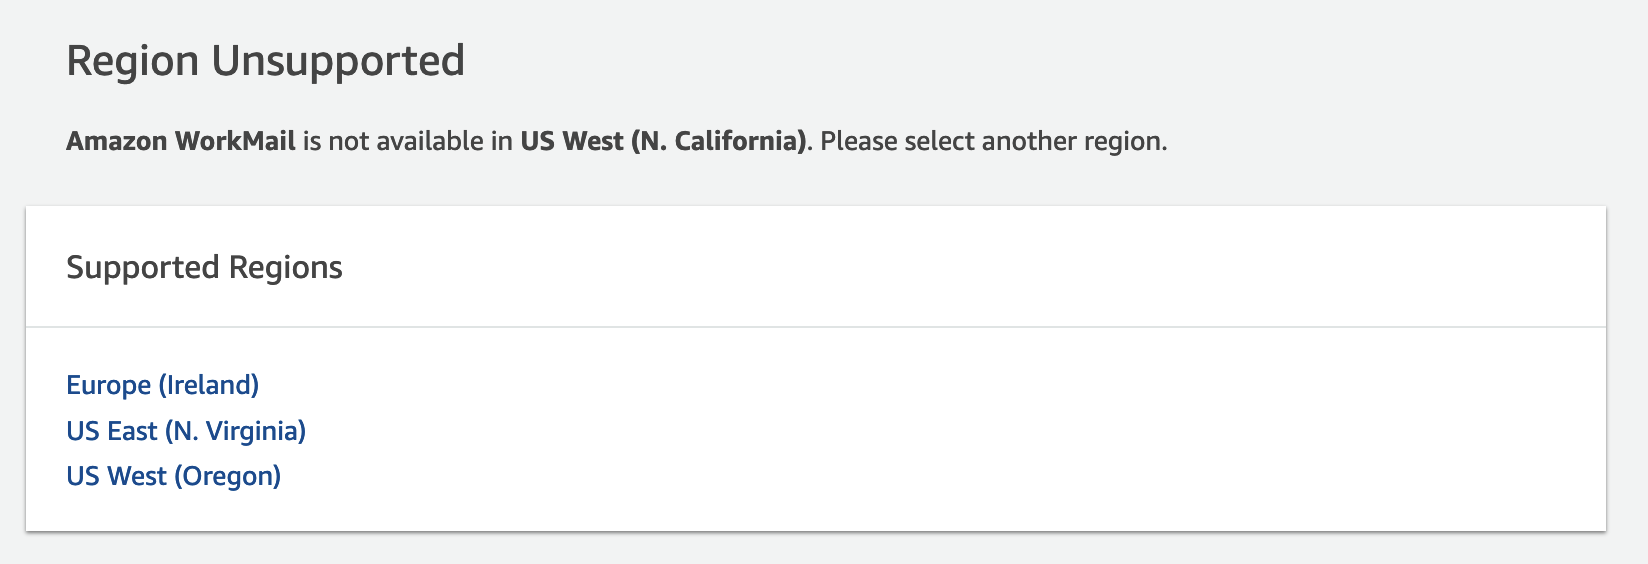 Region Unsupported
Amazon WorkMail is not available in US West (N. California). Please select another region.
Supported Regions
Europe (Ireland)
US East (N. Virginia)
US West (Oregon)